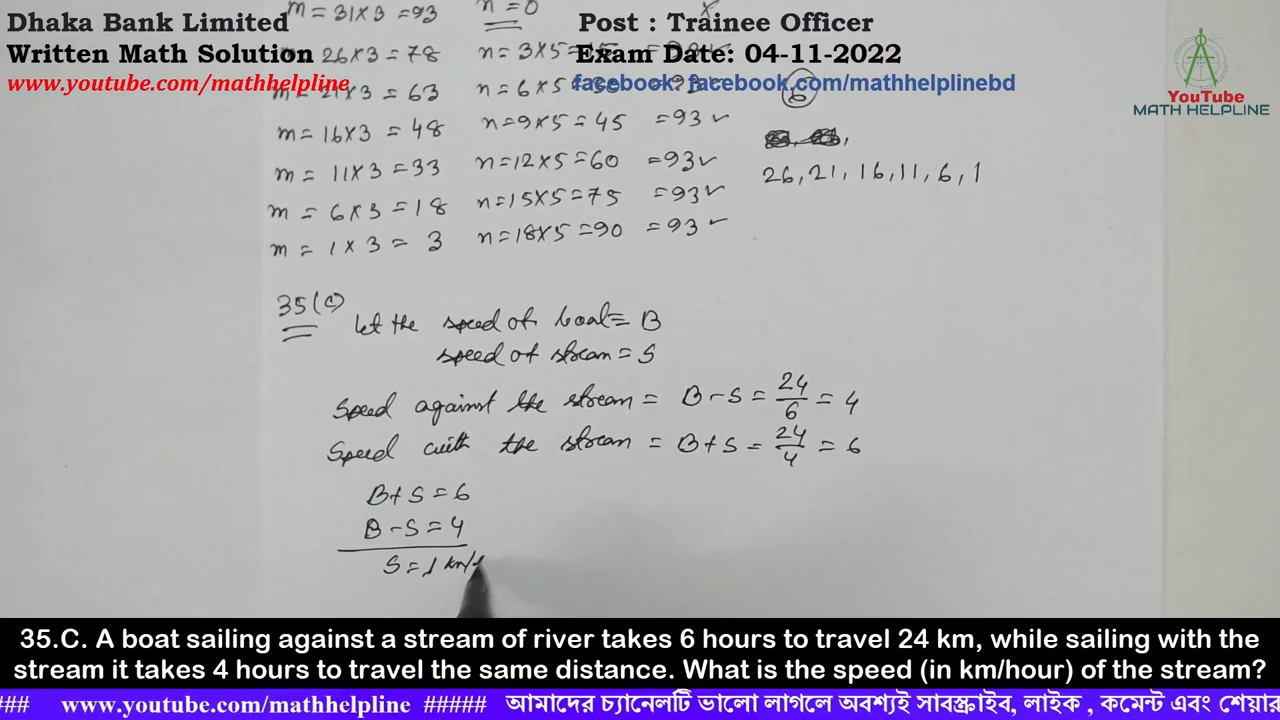 Dhaka Bank Limited
Post : Trainee Officer
Written Math Solution
Exam Date: 04-11-2022
www.youtube.com/mathhelpline
facebook: facebook.com/mathhelplinebd
YouTube
MATH HELPLINE
m = 31×3 = 93 n = 0
26×3 = 78 n = 3×5 = 15
m = 21×3 = 63 n = 6×5 = 30 = 93 ✓
6
m = 16×3 = 48 n = 9×5 = 45 = 93 ✓
m = 11×3 = 33 n = 12×5 = 60 = 93 ✓
26, 21, 16, 11, 6, 1
m = 6×3 = 18 n = 15×5 = 75 = 93 ✓
m = 1×3 = 3 n = 18×5 = 90 = 93 ✓
35(c)
let the speed of boat = B
speed of stream = S
Speed against the stream = B - S = 24/6 = 4
Speed with the stream = B + S = 24/4 = 6
B + S = 6
B - S = 4
S = 1 km/
35.C. A boat sailing against a stream of river takes 6 hours to travel 24 km, while sailing with the
stream it takes 4 hours to travel the same distance. What is the speed (in km/hour) of the stream?
### www.youtube.com/mathhelpline ##### আমাদের চ্যানেলটি ভালো লাগলে অবশ্যই সাবস্ক্রাইব, লাইক , কমেন্ট এবং শেয়ার